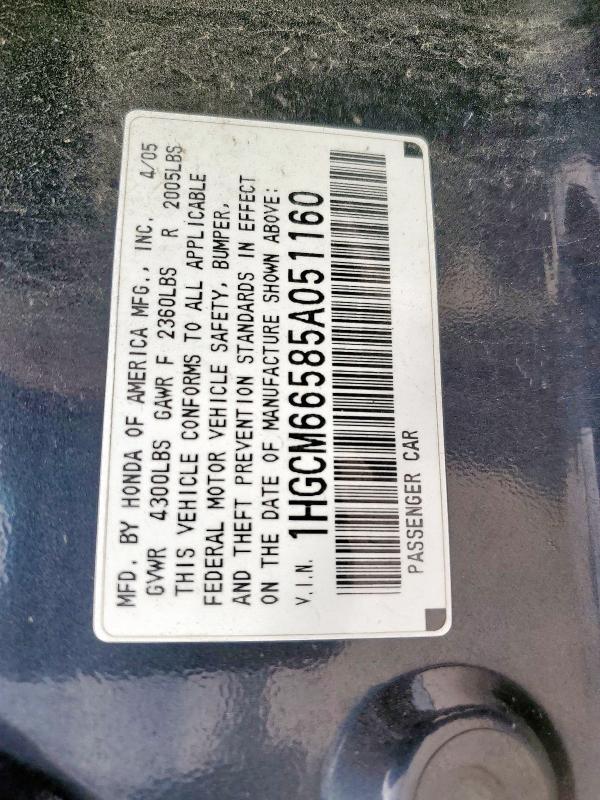 MFD. BY HONDA OF AMERICA MFG., INC. 4/05
GVWR 4300LBS GAWR F 2360LBS R 2005LBS
THIS VEHICLE CONFORMS TO ALL APPLICABLE
FEDERAL MOTOR VEHICLE SAFETY, BUMPER,
AND THEFT PREVENTION STANDARDS IN EFFECT
ON THE DATE OF MANUFACTURE SHOWN ABOVE:
V.I.N. 1HGCM66585A051160
PASSENGER CAR